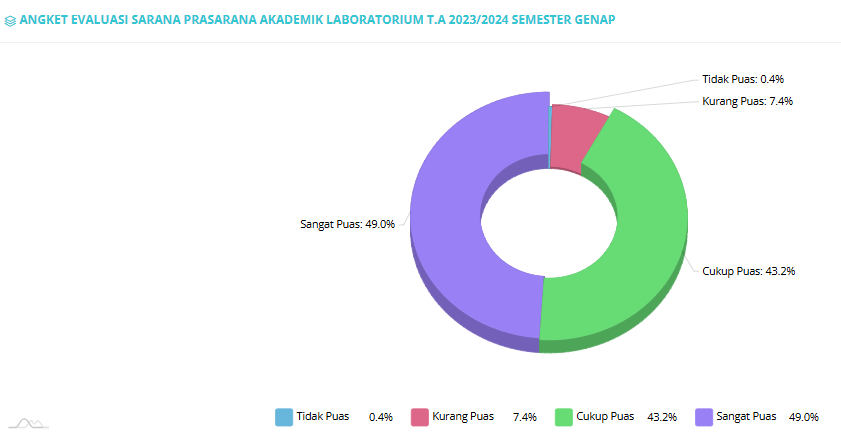 ANGKET EVALUASI SARANA PRASARANA AKADEMIK LABORATORIUM T.A 2023/2024 SEMESTER GENAP
Tidak Puas: 0.4%
Kurang Puas: 7.4%
Sangat Puas: 49.0%
Cukup Puas: 43.2%
Tidak Puas 0.4% Kurang Puas 7.4% Cukup Puas 43.2% Sangat Puas 49.0%